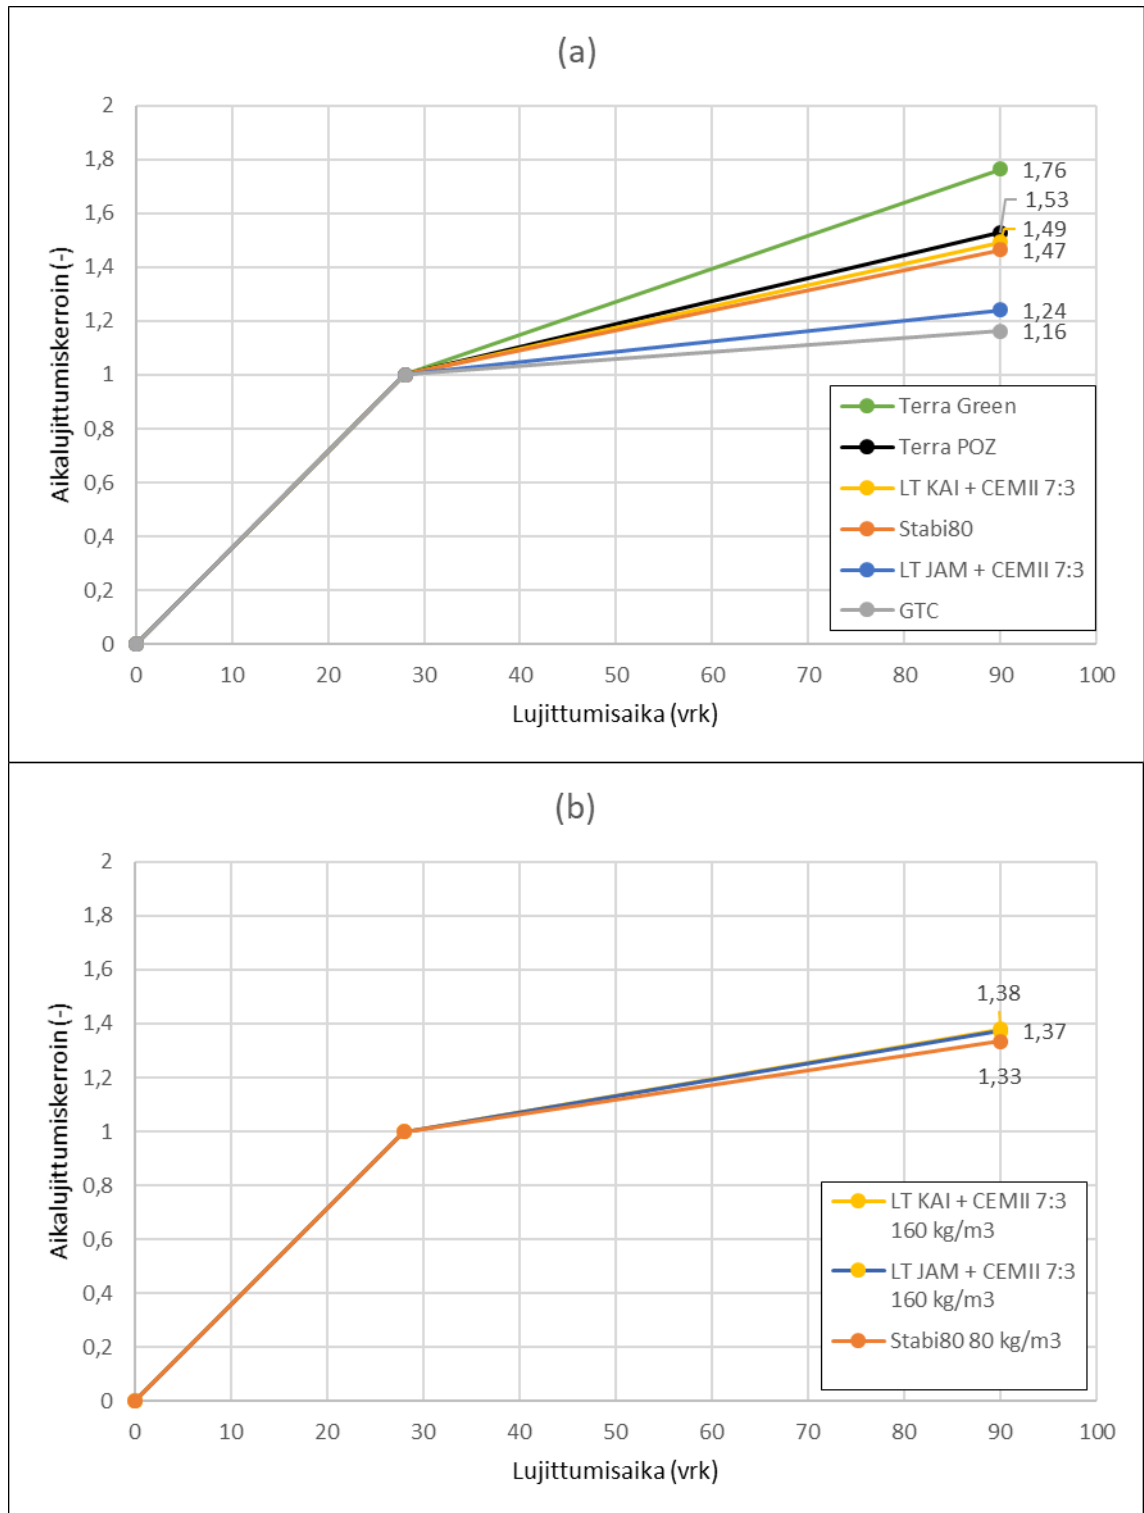 (a)
2
1,8
1,6
1,4
1,2
1
0,8
0,6
0,4
0,2
0
Aikalujittumiskerroin (-)
1,76
1,53
1,49
1,47
1,24
1,16
Terra Green
Terra POZ
LT KAI + CEMII 7:3
Stabi80
LT JAM + CEMII 7:3
GTC
0 10 20 30 40 50 60 70 80 90 100
Lujittumisaika (vrk)
(b)
2
1,8
1,6
1,4
1,2
1
0,8
0,6
0,4
0,2
0
Aikalujittumiskerroin (-)
1,38
1,37
1,33
LT KAI + CEMII 7:3
160 kg/m3
LT JAM + CEMII 7:3
160 kg/m3
Stabi80 80 kg/m3
0 10 20 30 40 50 60 70 80 90 100
Lujittumisaika (vrk)